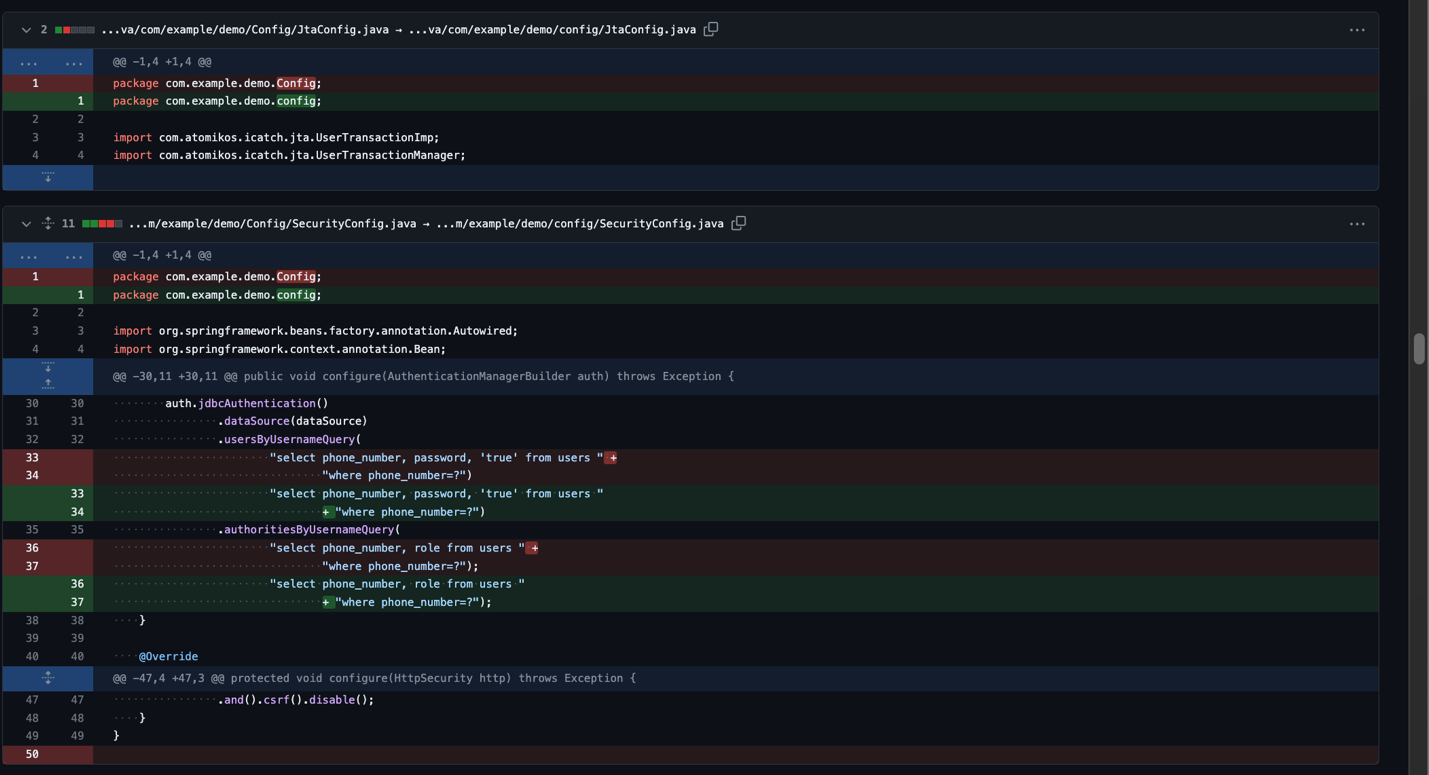 2 ...va/com/example/demo/Config/JtaConfig.java → ...va/com/example/demo/config/JtaConfig.java ...
... ... @@ -1,4 +1,4 @@
1 package com.example.demo.Config;
1 package com.example.demo.config;
2 2
3 3 import com.atomikos.icatch.jta.UserTransactionImp;
4 4 import com.atomikos.icatch.jta.UserTransactionManager;
11 ...m/example/demo/Config/SecurityConfig.java → ...m/example/demo/config/SecurityConfig.java ...
... ... @@ -1,4 +1,4 @@
1 package com.example.demo.Config;
1 package com.example.demo.config;
2 2
3 3 import org.springframework.beans.factory.annotation.Autowired;
4 4 import org.springframework.context.annotation.Bean;
@@ -30,11 +30,11 @@ public void configure(AuthenticationManagerBuilder auth) throws Exception {
30 30 auth.jdbcAuthentication()
31 31 .dataSource(dataSource)
32 32 .usersByUsernameQuery(
33 "select phone_number, password, 'true' from users " +
34 "where phone_number=?")
33 "select phone_number, password, 'true' from users "
34 + "where phone_number=?")
35 35 .authoritiesByUsernameQuery(
36 "select phone_number, role from users " +
37 "where phone_number=?");
36 "select phone_number, role from users "
37 + "where phone_number=?");
38 38 }
39 39
40 40 @Override
@@ -47,4 +47,3 @@ protected void configure(HttpSecurity http) throws Exception {
47 47 .and().csrf().disable();
48 48 }
49 49 }
50